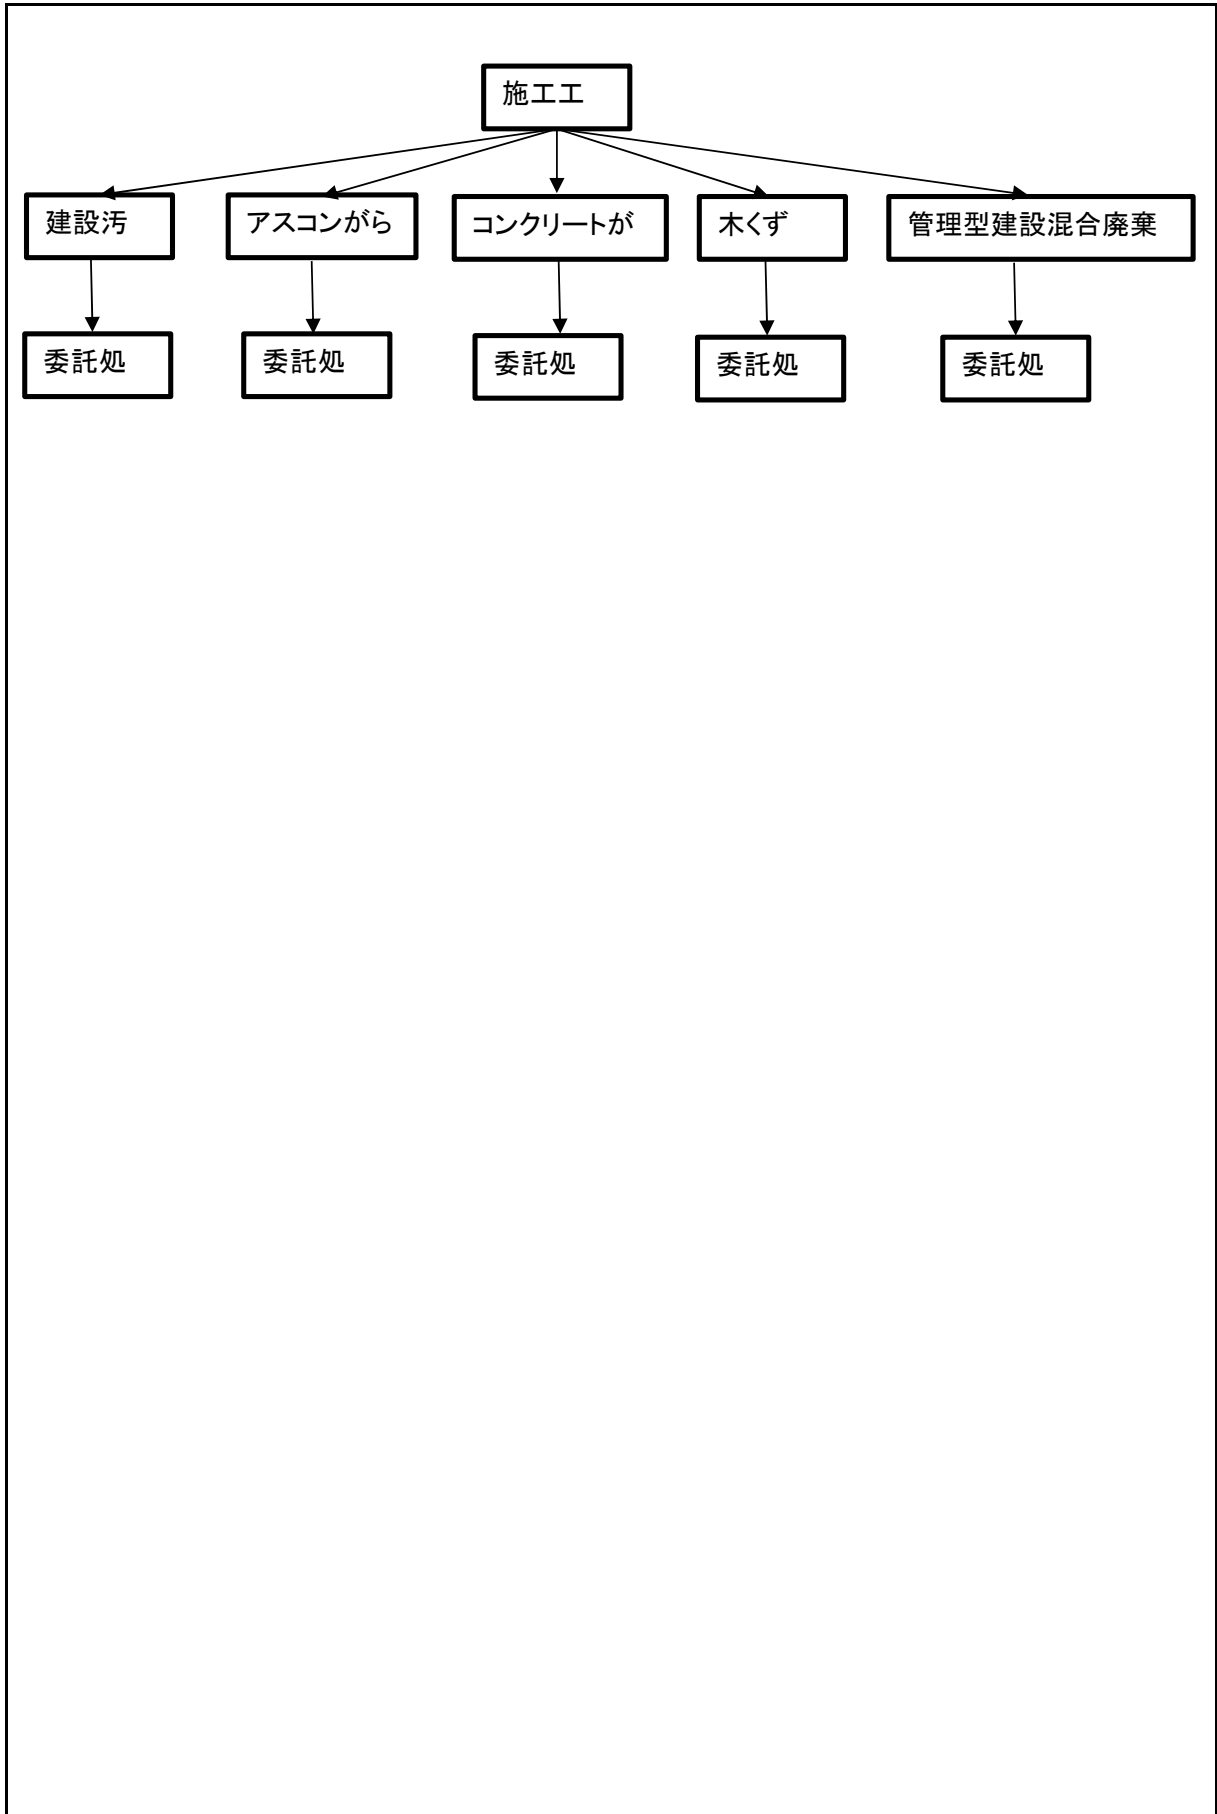 施工工
建設汚
アスコンがら
コンクリートが
木くず
管理型建設混合廃棄
委託処
委託処
委託処
委託処
委託処